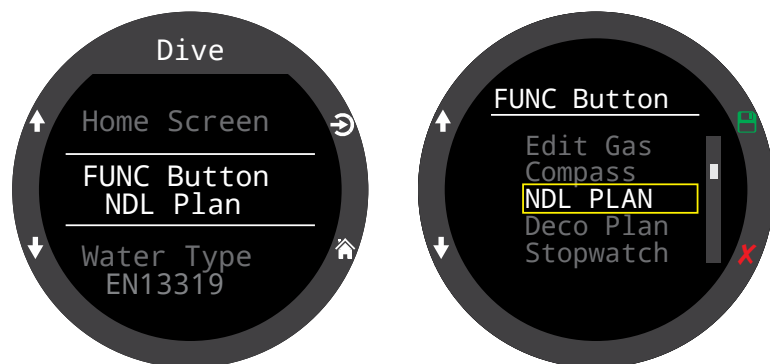 Dive
Home Screen
FUNC Button
NDL Plan
Water Type
EN13319
FUNC Button
Edit Gas
Compass
NDL PLAN
Deco Plan
Stopwatch